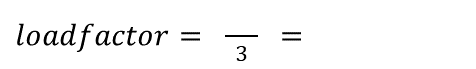 loadfactor = — / 3 =